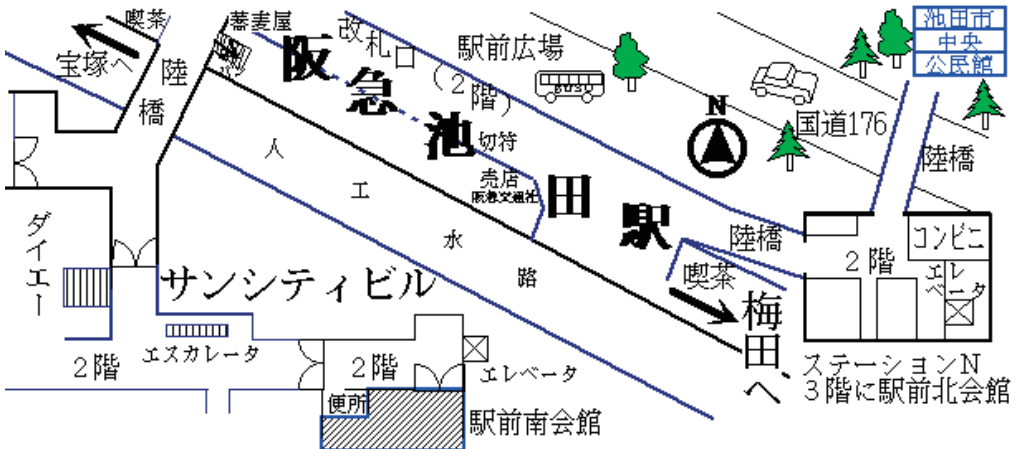 喫茶
宝塚へ
陸橋
蕎麦屋
阪急池田駅
改札口(2階)
駅前広場
BUS
池田市
中央
公民館
国道176
N
陸橋
切符
売店
阪急交通社
人工水路
陸橋
喫茶
梅田へ
2階
コンビニ
エレベータ
ステーションN
3階に駅前北会館
ダイエー
サンシティビル
エスカレータ
2階
2階
エレベータ
便所
駅前南会館